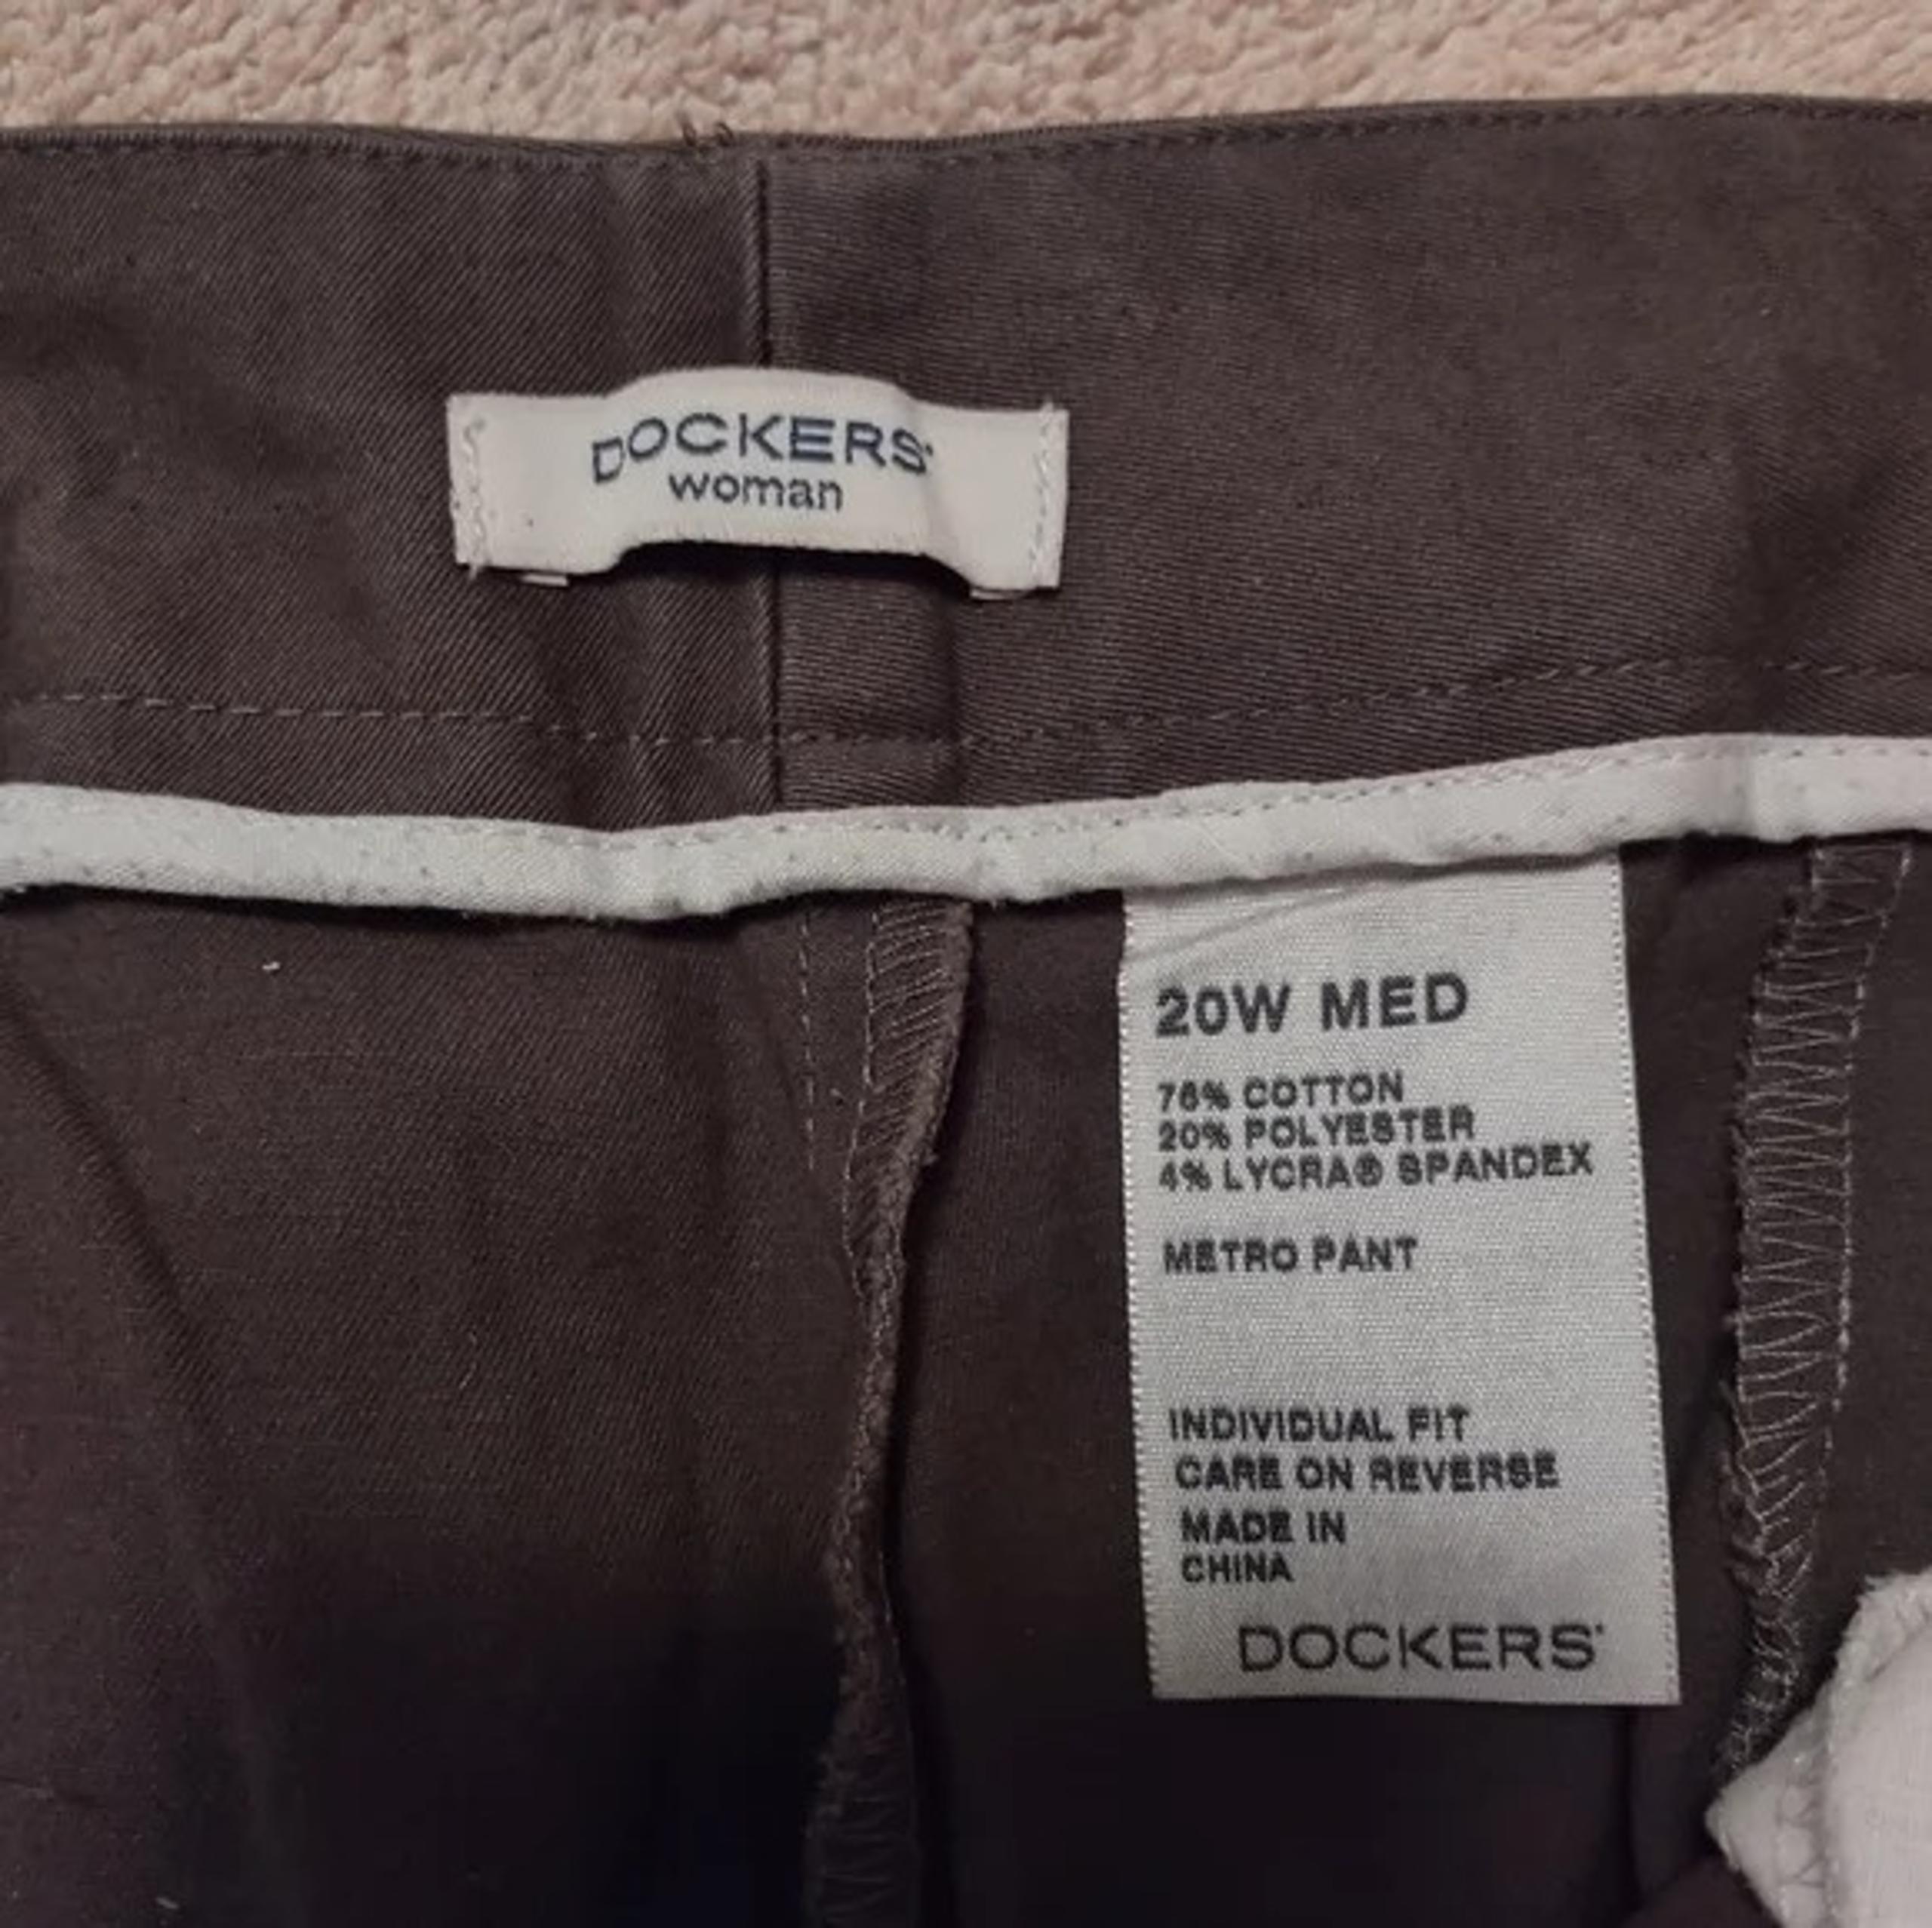 DOCKERS
woman
20W MED
76% COTTON
20% POLYESTER
4% LYCRA® SPANDEX
METRO PANT
INDIVIDUAL FIT
CARE ON REVERSE
MADE IN
CHINA
DOCKERS